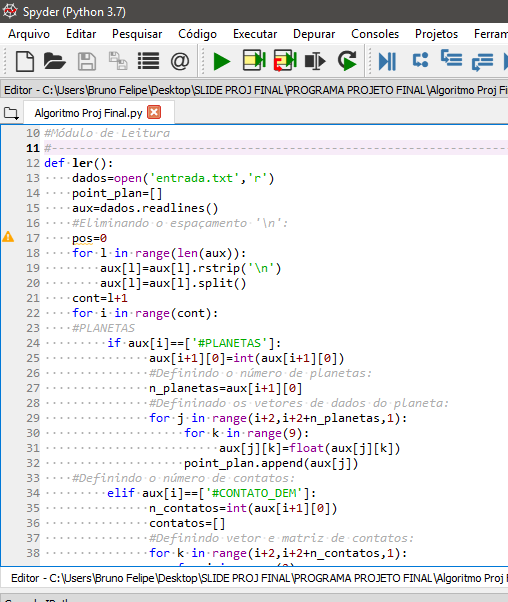 Spyder (Python 3.7)
Arquivo Editar Pesquisar Código Executar Depurar Consoles Projetos Ferram
Editor - C:\Users\Bruno Felipe\Desktop\SLIDE PROJ FINAL\PROGRAMA PROJETO FINAL\Algoritmo Proj Fi
Algoritmo Proj Final.py
10 #Módulo de Leitura
11 #---------------------------------------------------------------
12 def ler():
13 dados=open('entrada.txt','r')
14 point_plan=[]
15 aux=dados.readlines()
16 #Eliminando o espaçamento '\n':
17 pos=0
18 for l in range(len(aux)):
19 aux[l]=aux[l].rstrip('\n')
20 aux[l]=aux[l].split()
21 cont=l+1
22 for i in range(cont):
23 #PLANETAS
24 if aux[i]==['#PLANETAS']:
25 aux[i+1][0]=int(aux[i+1][0])
26 #Definindo o número de planetas:
27 n_planetas=aux[i+1][0]
28 #Defininado os vetores de dados do planeta:
29 for j in range(i+2,i+2+n_planetas,1):
30 for k in range(9):
31 aux[j][k]=float(aux[j][k])
32 point_plan.append(aux[j])
33 #Definindo o número de contatos:
34 elif aux[i]==['#CONTATO_DEM']:
35 n_contatos=int(aux[i+1][0])
36 contatos=[]
37 #Definindo vetor e matriz de contatos:
38 for k in range(i+2,i+2+n_contatos,1):
Editor - C:\Users\Bruno Felipe\Desktop\SLIDE PROJ FINAL\PROGRAMA PROJETO FINAL\Algoritmo Proj